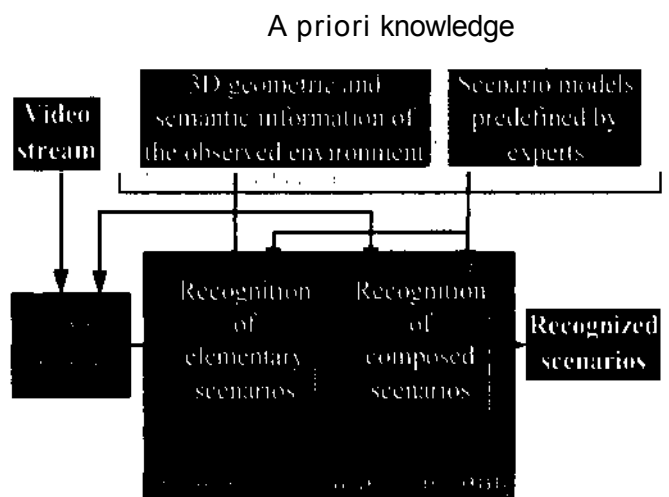 A priori knowledge
Video
stream
3D geometric and
semantic information of
the observed environment
Scenario models
predefined by
experts
Recognition
of
elementary
scenarios
Recognition
of
composed
scenarios
Recognized
scenarios